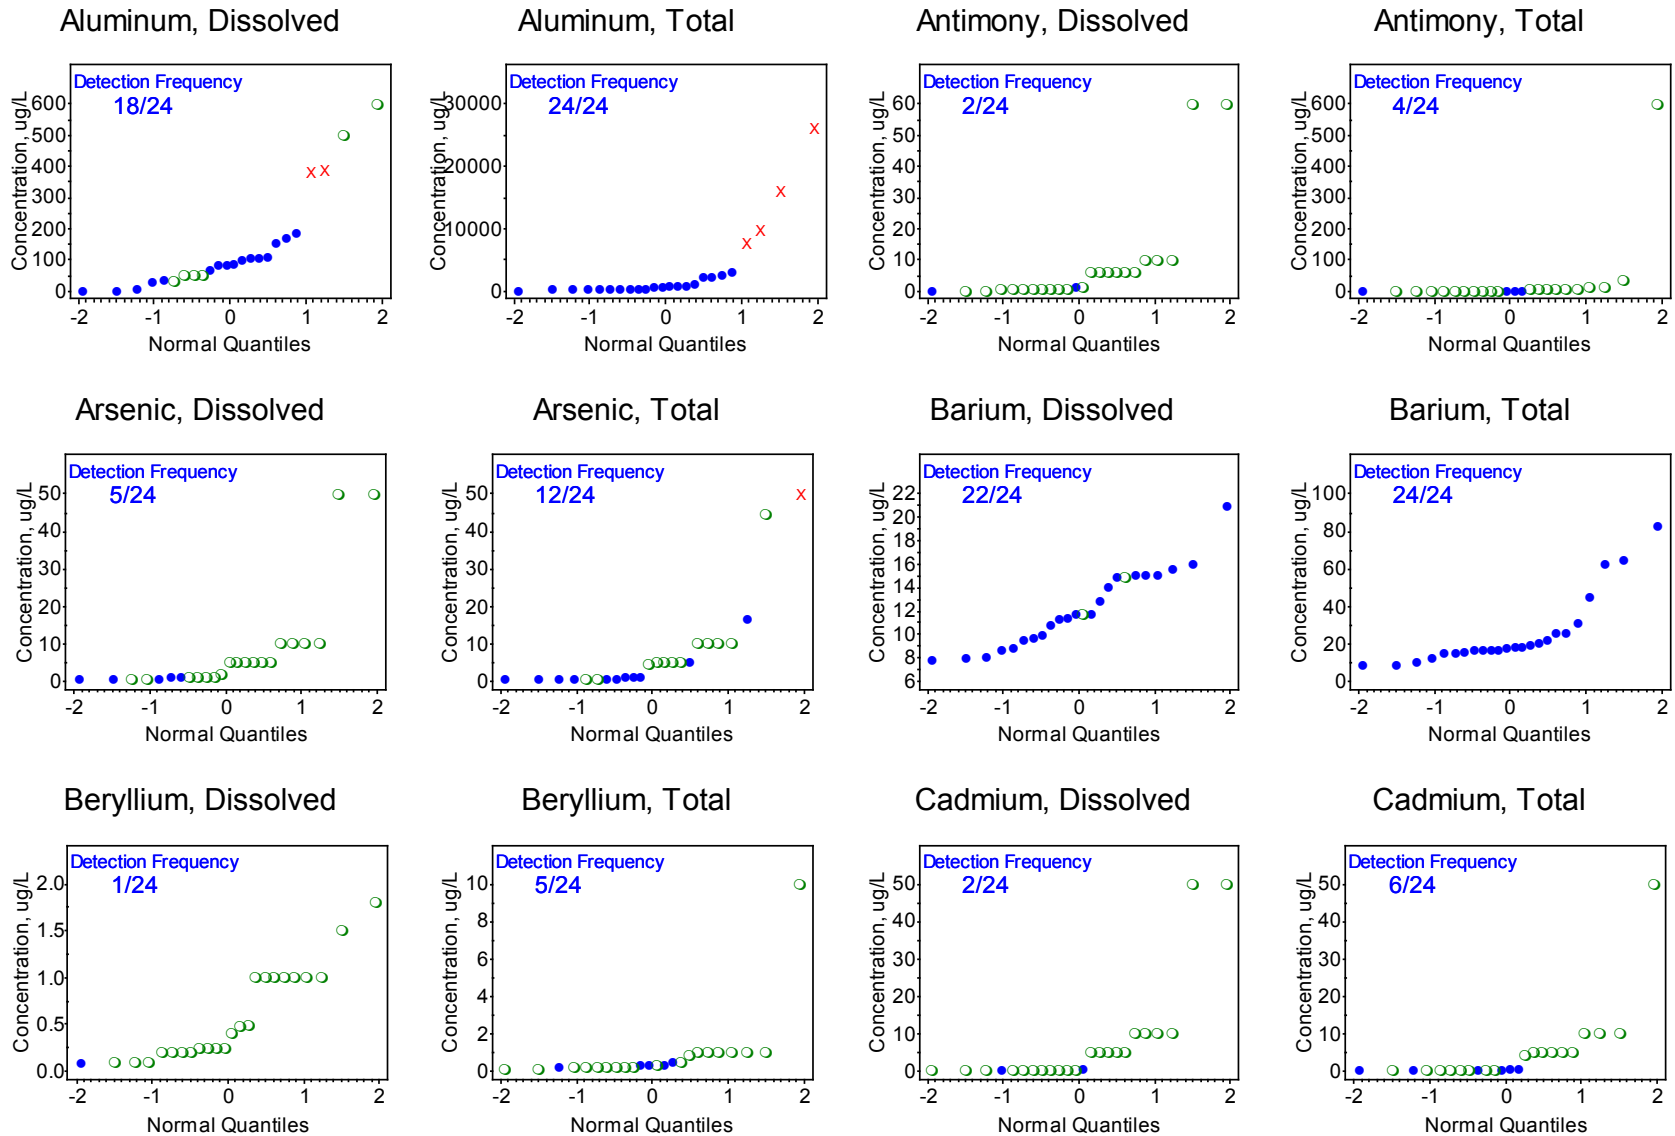 Aluminum, Dissolved
Detection Frequency
18/24
Concentration, ug/L
600
500
400
300
200
100
0
-2 -1 0 1 2
Normal Quantiles
Aluminum, Total
Detection Frequency
24/24
Concentration, ug/L
30000
20000
10000
0
-2 -1 0 1 2
Normal Quantiles
Antimony, Dissolved
Detection Frequency
2/24
Concentration, ug/L
60
50
40
30
20
10
0
-2 -1 0 1 2
Normal Quantiles
Antimony, Total
Detection Frequency
4/24
Concentration, ug/L
600
500
400
300
200
100
0
-2 -1 0 1 2
Normal Quantiles
Arsenic, Dissolved
Detection Frequency
5/24
Concentration, ug/L
50
40
30
20
10
0
-2 -1 0 1 2
Normal Quantiles
Arsenic, Total
Detection Frequency
12/24
Concentration, ug/L
50
40
30
20
10
0
-2 -1 0 1 2
Normal Quantiles
Barium, Dissolved
Detection Frequency
22/24
Concentration, ug/L
22
20
18
16
14
12
10
8
6
-2 -1 0 1 2
Normal Quantiles
Barium, Total
Detection Frequency
24/24
Concentration, ug/L
100
80
60
40
20
0
-2 -1 0 1 2
Normal Quantiles
Beryllium, Dissolved
Detection Frequency
1/24
Concentration, ug/L
2.0
1.5
1.0
0.5
0.0
-2 -1 0 1 2
Normal Quantiles
Beryllium, Total
Detection Frequency
5/24
Concentration, ug/L
10
8
6
4
2
0
-2 -1 0 1 2
Normal Quantiles
Cadmium, Dissolved
Detection Frequency
2/24
Concentration, ug/L
50
40
30
20
10
0
-2 -1 0 1 2
Normal Quantiles
Cadmium, Total
Detection Frequency
6/24
Concentration, ug/L
50
40
30
20
10
0
-2 -1 0 1 2
Normal Quantiles